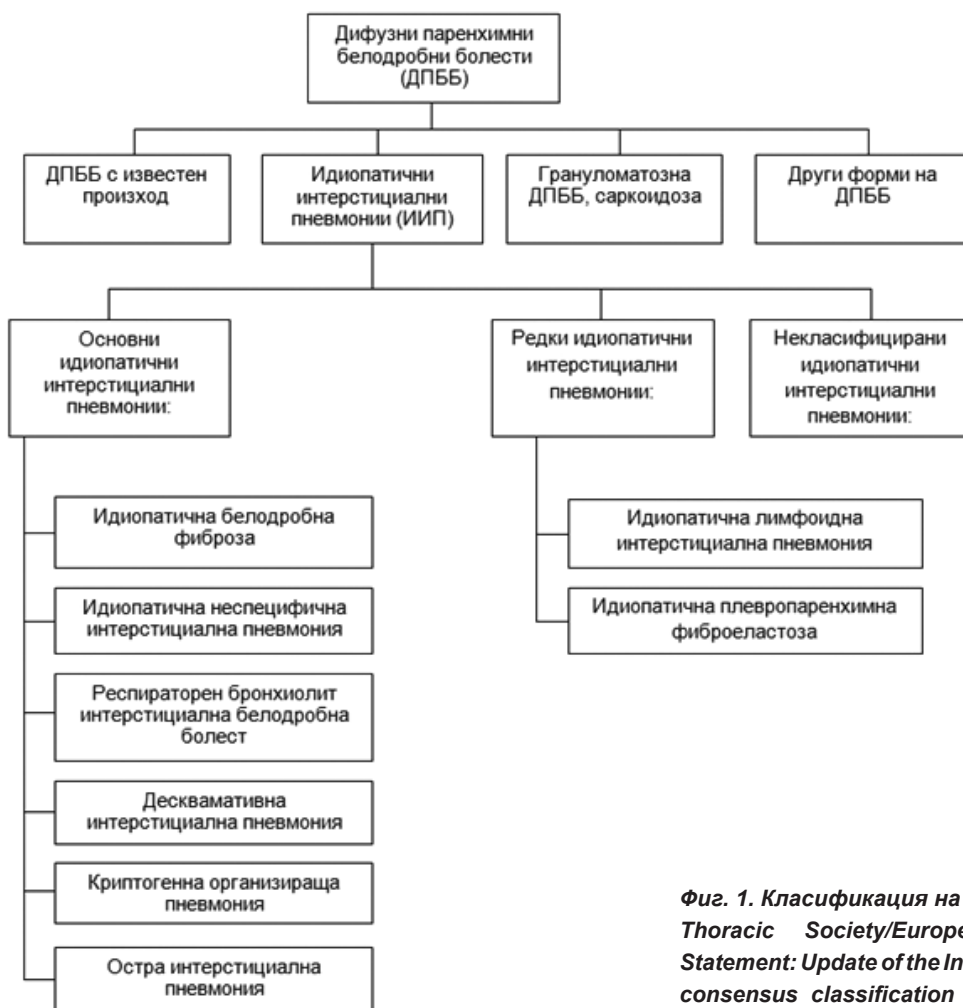 Дифузни паренхимни
белодробни болести
(ДПББ)
ДПББ с известен
произход
Идиопатични
интерстициални
пневмонии (ИИП)
Грануломатозна
ДПББ, саркоидоза
Други форми на
ДПББ
Основни
идиопатични
интерстициални
пневмонии:
Редки идиопатични
интерстициални
пневмонии:
Некласифицирани
идиопатични
интерстициални
пневмонии:
Идиопатична белодробна
фиброза
Идиопатична неспецифична
интерстициална пневмония
Респираторен бронхиолит
интерстициална белодробна
болест
Десквамативна
интерстициална пневмония
Криптогенна организираща
пневмония
Остра интерстициална
пневмония
Идиопатична лимфоидна
интерстициална пневмония
Идиопатична плевропаренхимна
фиброеластоза
Фиг. 1. Класификация на
Thoracic Society/Europe
Statement: Update of the In
consensus classification